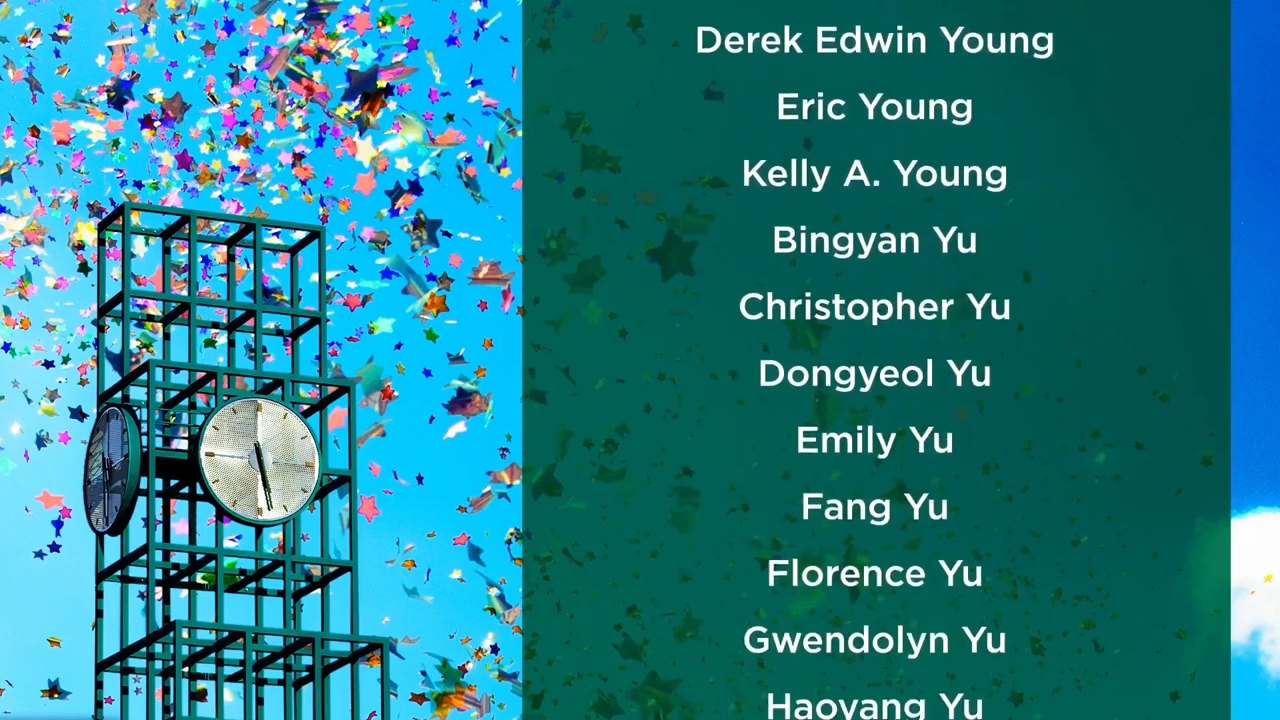 Derek Edwin Young
Eric Young
Kelly A. Young
Bingyan Yu
Christopher Yu
Dongyeol Yu
Emily Yu
Fang Yu
Florence Yu
Gwendolyn Yu
Haoyang Yu